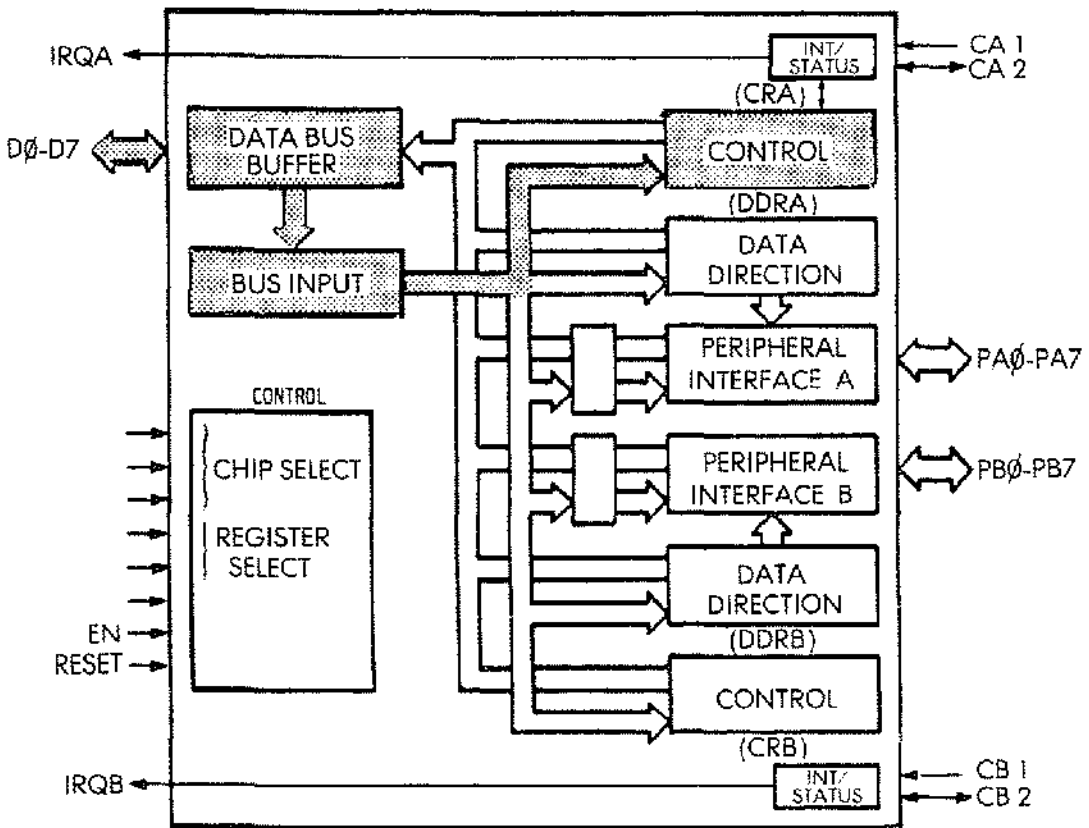 IRQA
INT/
STATUS
CA 1
CA 2
(CRA)
DØ-D7
DATA BUS
BUFFER
CONTROL
(DDRA)
BUS INPUT
DATA
DIRECTION
PERIPHERAL
INTERFACE A
PAØ-PA7
CONTROL
CHIP SELECT
REGISTER
SELECT
EN
RESET
PERIPHERAL
INTERFACE B
PBØ-PB7
DATA
DIRECTION
(DDRB)
CONTROL
(CRB)
IRQB
INT/
STATUS
CB 1
CB 2